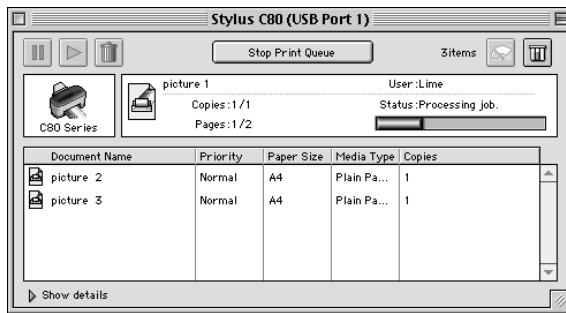 Stylus C80 (USB Port 1)
Stop Print Queue
3items
picture 1
User :Lime
Copies :1/1
Status :Processing job.
Pages :1/2
C80 Series
Document Name Priority Paper Size Media Type Copies
picture 2 Normal A4 Plain Pa... 1
picture 3 Normal A4 Plain Pa... 1
Show details